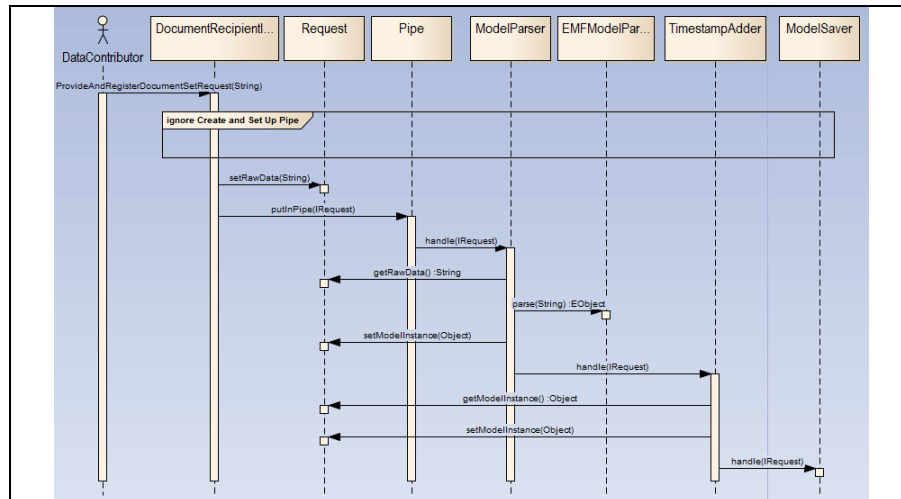 DocumentRecipientI...
Request
Pipe
ModelParser
EMFModelPar...
TimestampAdder
ModelSaver
DataContributor
ProvideAndRegisterDocumentSetRequest(String)
ignore Create and Set Up Pipe
setRawData(String)
putInPipe(IRequest)
handle(IRequest)
getRawData() :String
parse(String) :EObject
setModelInstance(Object)
handle(IRequest)
getModelInstance() :Object
setModelInstance(Object)
handle(IRequest)